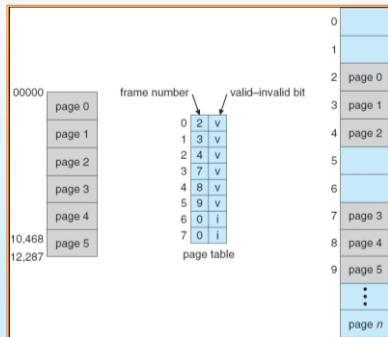 00000
page 0
page 1
page 2
page 3
page 4
page 5
10,468
12,287
frame number
valid–invalid bit
0 2 v
1 3 v
2 4 v
3 7 v
4 8 v
5 9 v
6 0 i
7 0 i
page table
0
1
2 page 0
3 page 1
4 page 2
5
6
7 page 3
8 page 4
9 page 5
page n